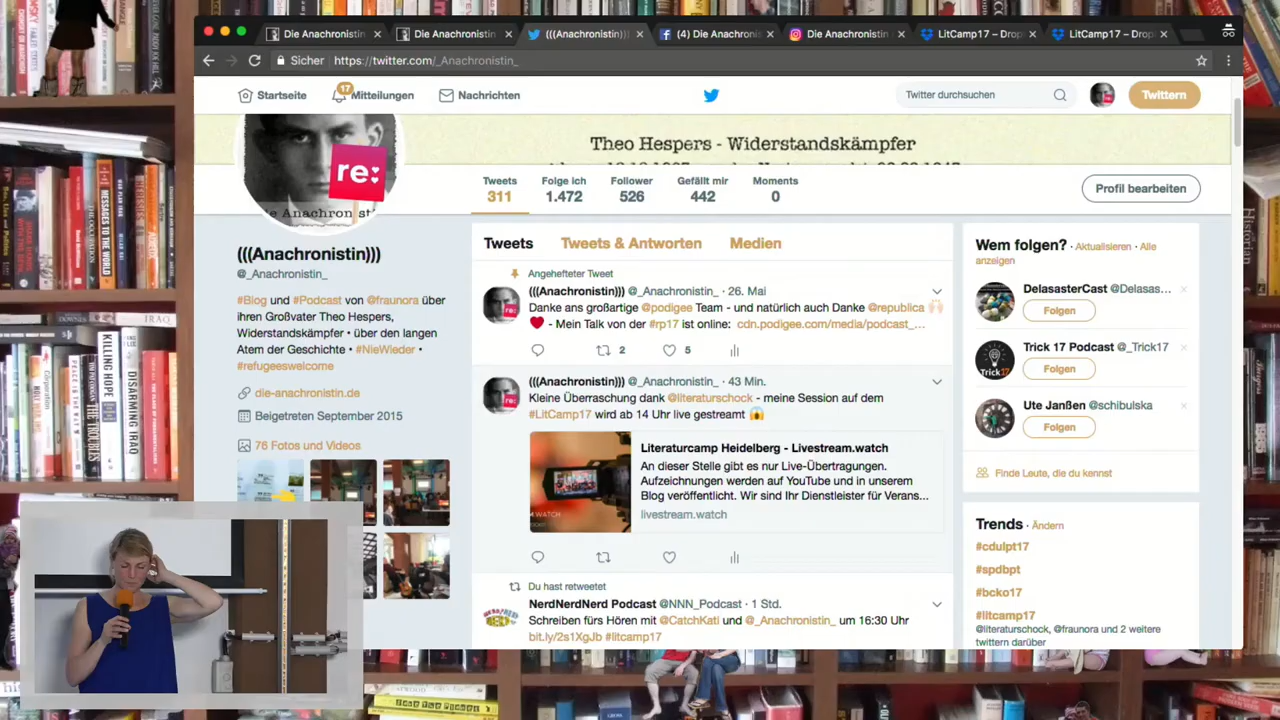 Die Anachronistin
Die Anachronistin
(((Anachronistin)))
(4) Die Anachronis
Die Anachronistin
LitCamp17 – Drop
LitCamp17 – Drop
Sicher
https://twitter.com/_Anachronistin_
Startseite
17
Mitteilungen
Nachrichten
Twitter durchsuchen
Twittern
Theo Hespers - Widerstandskämpfer
re:
Tweets
311
Folge ich
1.472
Follower
526
Gefällt mir
442
Moments
0
Profil bearbeiten
(((Anachronistin)))
@_Anachronistin_
#Blog und #Podcast von @fraunora über
ihren Großvater Theo Hespers,
Widerstandskämpfer • über den langen
Atem der Geschichte • #NieWieder •
#refugeeswelcome
die-anachronistin.de
Beigetreten September 2015
76 Fotos und Videos
Tweets
Tweets & Antworten
Medien
Angehefteter Tweet
(((Anachronistin))) @_Anachronistin_ · 26. Mai
Danke ans großartige @podigee Team - und natürlich auch Danke @republica
- Mein Talk von der #rp17 ist online: cdn.podigee.com/media/podcast_...
2
5
(((Anachronistin))) @_Anachronistin_ · 43 Min.
Kleine Überraschung dank @literaturschock - meine Session auf dem
#LitCamp17 wird ab 14 Uhr live gestreamt
Literaturcamp Heidelberg - Livestream.watch
An dieser Stelle gibt es nur Live-Übertragungen.
Aufzeichnungen werden auf YouTube und in unserem
Blog veröffentlicht. Wir sind Ihr Dienstleister für Verans...
livestream.watch
Du hast retweetet
NerdNerdNerd Podcast @NNN_Podcast · 1 Std.
Schreiben fürs Hören mit @CatchKati und @_Anachronistin_ um 16:30 Uhr
bit.ly/2s1XgJb #litcamp17
Wem folgen? · Aktualisieren · Alle
anzeigen
DelasasterCast @Delasas...
Folgen
Trick 17 Podcast @_Trick17
Folgen
Ute Janßen @schibulska
Folgen
Finde Leute, die du kennst
Trends · Ändern
#cdulpt17
#spdbpt
#bcko17
#litcamp17
@literaturschock, @fraunora und 2 weitere
twittern darüber
KILLING HOPE
DISARMING IRAQ
MESSAGES TO THE WORLD
Historian